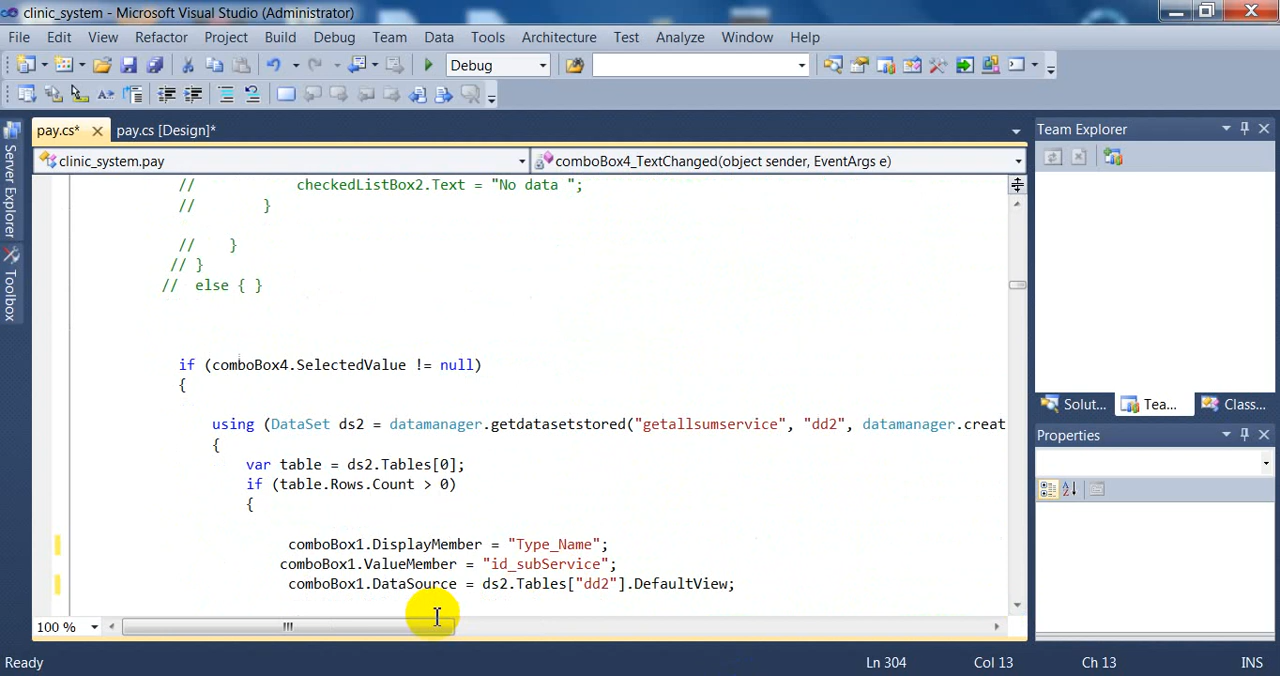 clinic_system - Microsoft Visual Studio (Administrator)
File Edit View Refactor Project Build Debug Team Data Tools Architecture Test Analyze Window Help
Debug
pay.cs* pay.cs [Design]*
clinic_system.pay comboBox4_TextChanged(object sender, EventArgs e)
Server Explorer
Toolbox
// checkedListBox2.Text = "No data ";
// }
// }
// }
// else { }
if (comboBox4.SelectedValue != null)
{
using (DataSet ds2 = datamanager.getdatasetstored("getallsumservice", "dd2", datamanager.creat
{
var table = ds2.Tables[0];
if (table.Rows.Count > 0)
{
comboBox1.DisplayMember = "Type_Name";
comboBox1.ValueMember = "id_subService";
comboBox1.DataSource = ds2.Tables["dd2"].DefaultView;
100 %
Team Explorer
Solut... Tea... Class...
Properties
Ready Ln 304 Col 13 Ch 13 INS